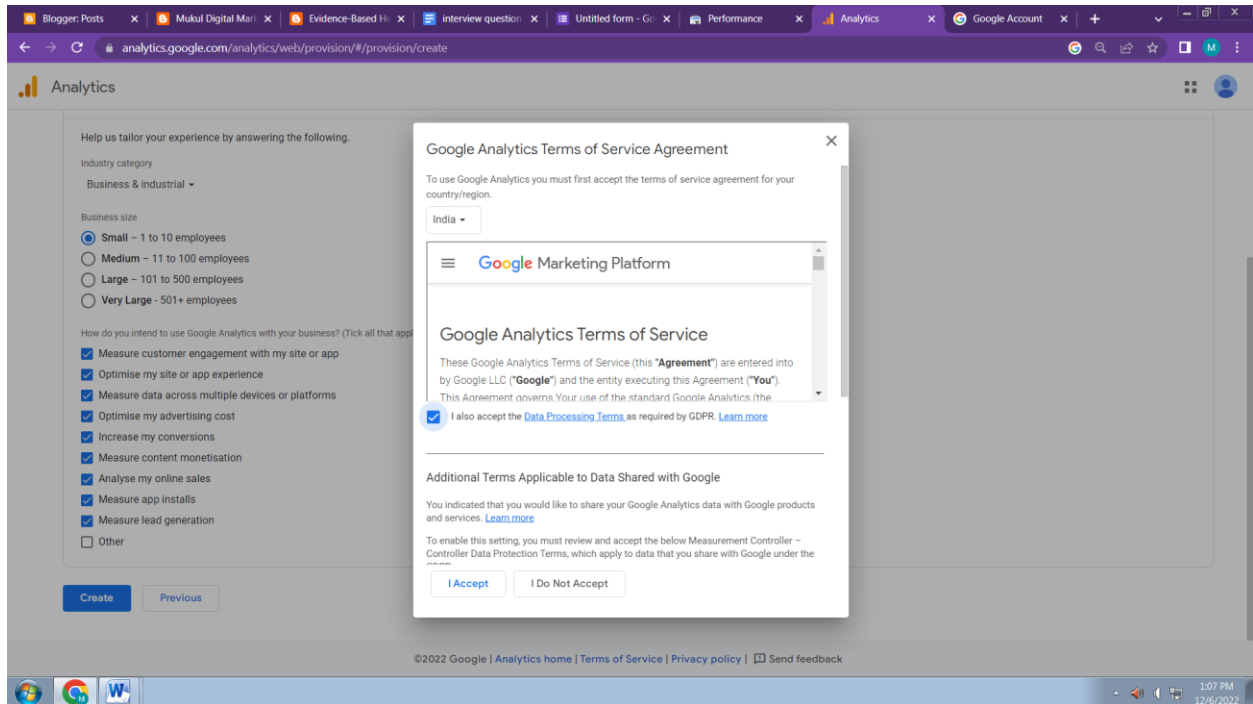 Blogger: Posts
Mukul Digital Mark
Evidence-Based He
interview question
Untitled form - Go
Performance
Analytics
Google Account
analytics.google.com/analytics/web/provision/#/provision/create
M
Analytics
Help us tailor your experience by answering the following.
Industry category
Business & industrial
Business size
Small – 1 to 10 employees
Medium – 11 to 100 employees
Large – 101 to 500 employees
Very Large - 501+ employees
How do you intend to use Google Analytics with your business? (Tick all that appl
Measure customer engagement with my site or app
Optimise my site or app experience
Measure data across multiple devices or platforms
Optimise my advertising cost
Increase my conversions
Measure content monetisation
Analyse my online sales
Measure app installs
Measure lead generation
Other
Create
Previous
Google Analytics Terms of Service Agreement
To use Google Analytics you must first accept the terms of service agreement for your
country/region.
India
Google Marketing Platform
Google Analytics Terms of Service
These Google Analytics Terms of Service (this "Agreement") are entered into
by Google LLC ("Google") and the entity executing this Agreement ("You").
This Agreement governs Your use of the standard Google Analytics (the
I also accept the Data Processing Terms as required by GDPR. Learn more
Additional Terms Applicable to Data Shared with Google
You indicated that you would like to share your Google Analytics data with Google products
and services. Learn more
To enable this setting, you must review and accept the below Measurement Controller –
Controller Data Protection Terms, which apply to data that you share with Google under the
GDPR
I Accept
I Do Not Accept
©2022 Google | Analytics home | Terms of Service | Privacy policy | Send feedback
1:07 PM
12/6/2022